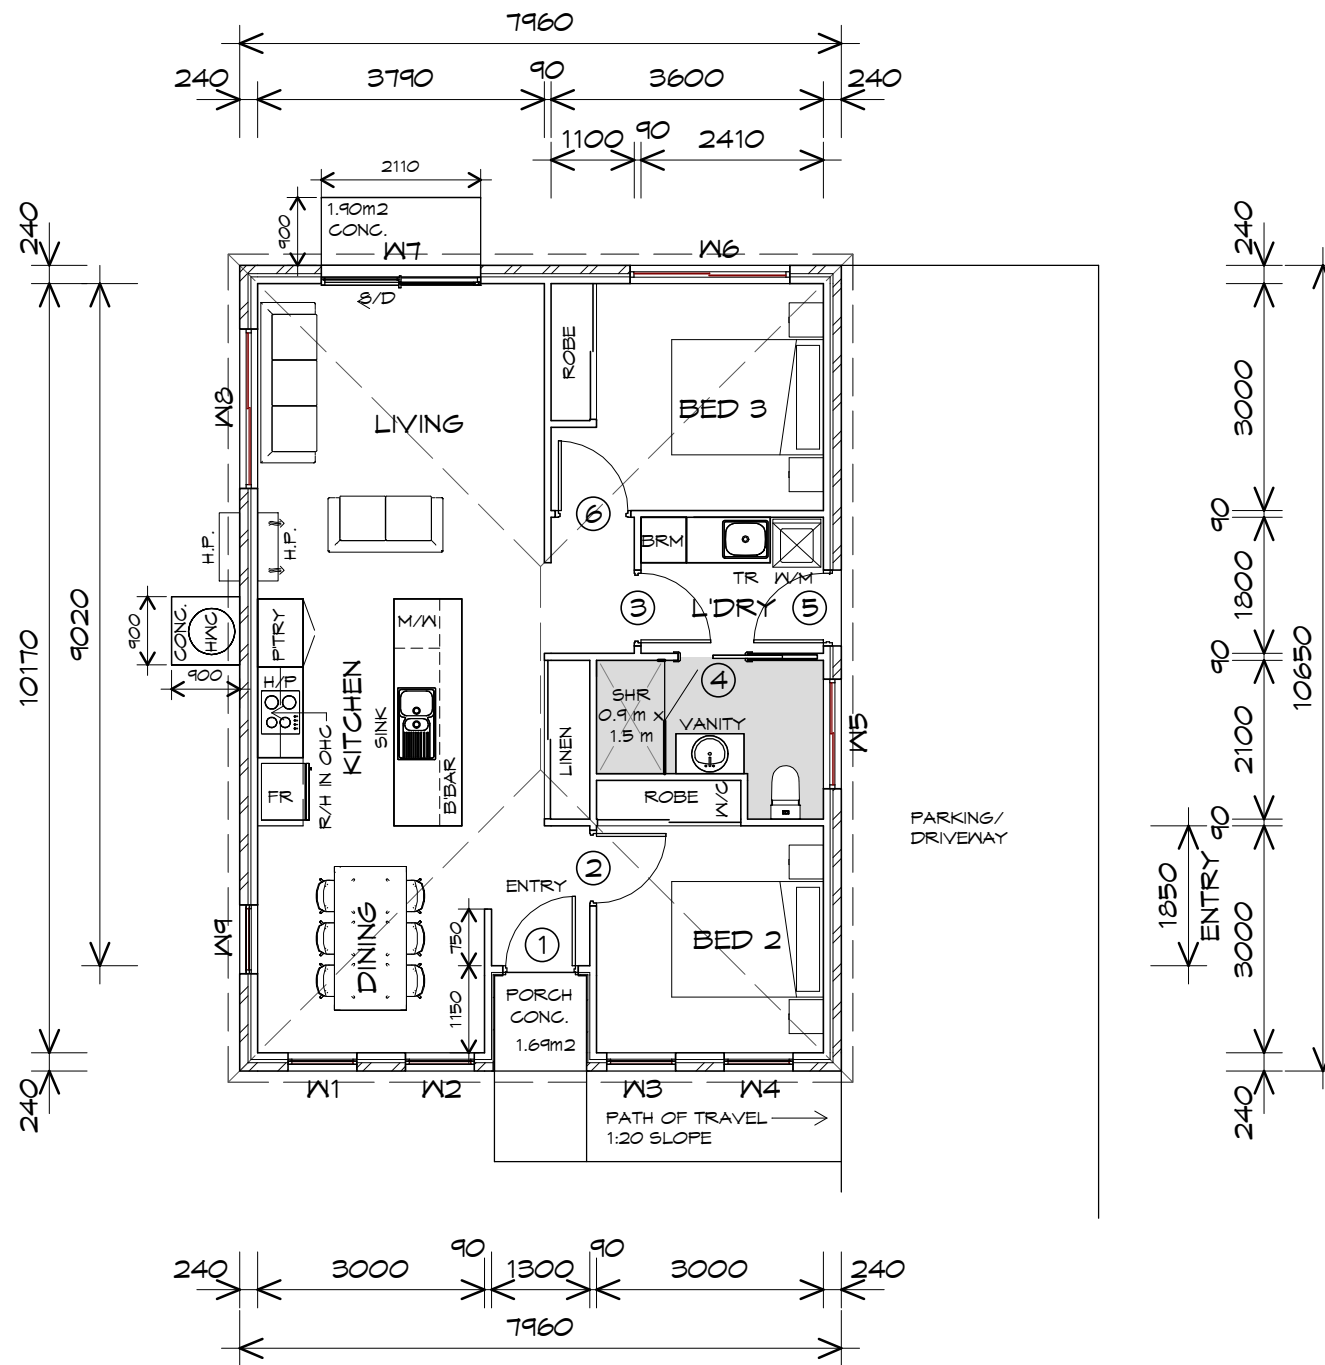 7960
240
3790
90
3600
240
1100
90
2410
2110
900
1.90m2
CONC.
W7
W6
S/D
240
240
ROBE
BED 3
LIVING
W8
3000
10650
H.P.
H.P.
6
BRM
TR
W/M
90
1800
CONC.
HWC
900
900
P'TRY
M/W
3
L'DRY
5
9020
10170
H/P
KITCHEN
SINK
R/H IN OHC
FR
B'BAR
LINEN
SHR
0.9 m x
1.5 m
4
VANITY
W5
90
2100
ROBE
W/C
PARKING/
DRIVEWAY
90
1850
ENTRY
3000
2
ENTRY
W9
DINING
750
1
BED 2
1150
PORCH
CONC.
1.69m2
W1
W2
W3
W4
240
240
PATH OF TRAVEL
1:20 SLOPE
240
3000
90
1300
90
3000
240
7960